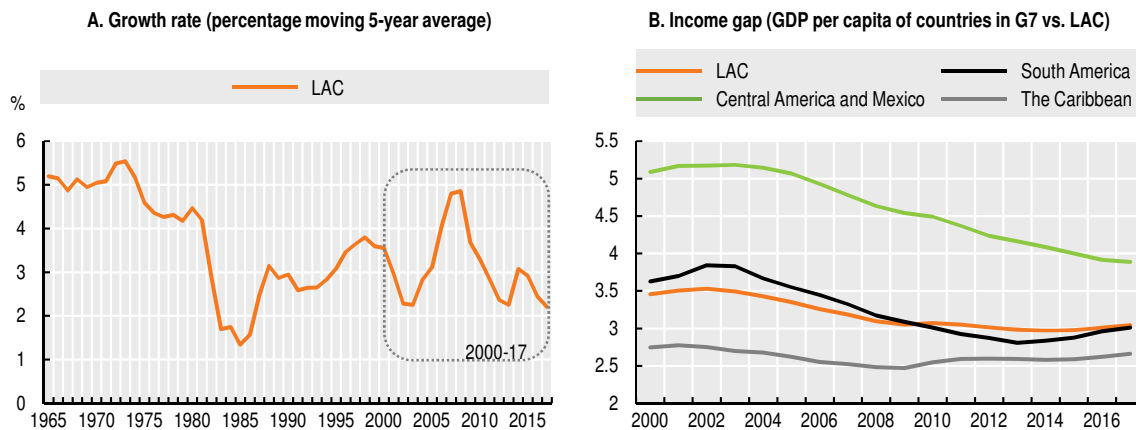 A. Growth rate (percentage moving 5-year average)
LAC
%
6
5
4
3
2
1
0
2000-17
1965 1970 1975 1980 1985 1990 1995 2000 2005 2010 2015
B. Income gap (GDP per capita of countries in G7 vs. LAC)
LAC South America
Central America and Mexico The Caribbean
5.5
5
4.5
4
3.5
3
2.5
2
2000 2002 2004 2006 2008 2010 2012 2014 2016